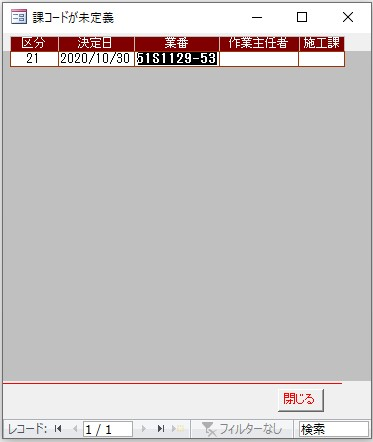 課コードが未定義
区分 決定日 業番 作業主任者 施工課
21 2020/10/30 51S1129-53
閉じる
レコード: 1 / 1 フィルターなし 検索